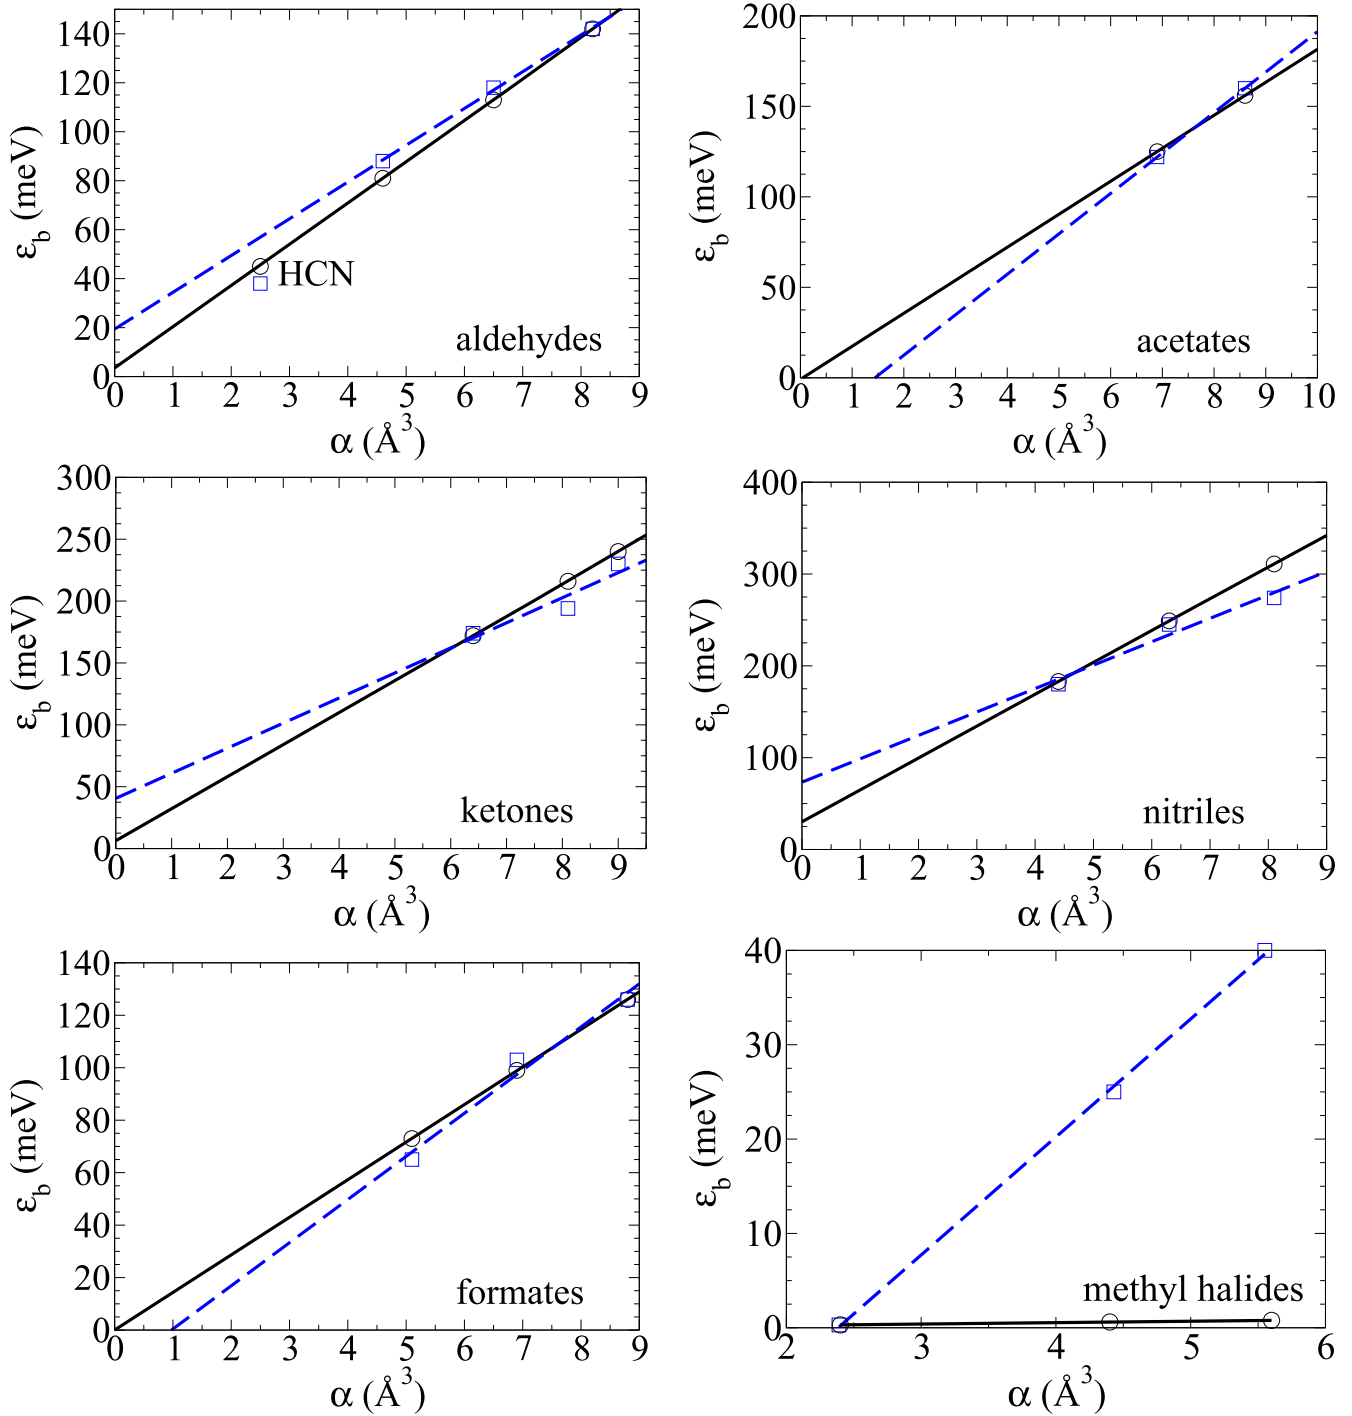 140
120
100
80
60
40
20
0
ε_b (meV)
HCN
aldehydes
0 1 2 3 4 5 6 7 8 9
α (Å³)
200
150
100
50
0
ε_b (meV)
acetates
0 1 2 3 4 5 6 7 8 9 10
α (Å³)
300
250
200
150
100
50
0
ε_b (meV)
ketones
0 1 2 3 4 5 6 7 8 9
α (Å³)
400
300
200
100
0
ε_b (meV)
nitriles
0 1 2 3 4 5 6 7 8 9
α (Å³)
140
120
100
80
60
40
20
0
ε_b (meV)
formates
0 1 2 3 4 5 6 7 8 9
α (Å³)
40
30
20
10
0
ε_b (meV)
methyl halides
2 3 4 5 6
α (Å³)